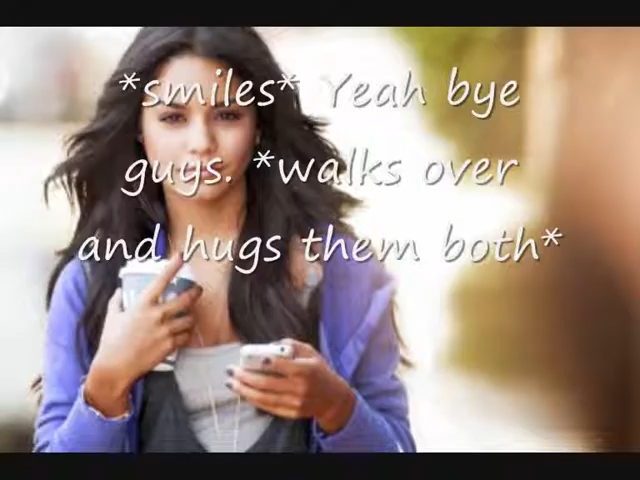 *smiles* Yeah bye
guys. *walks over
and hugs them both*